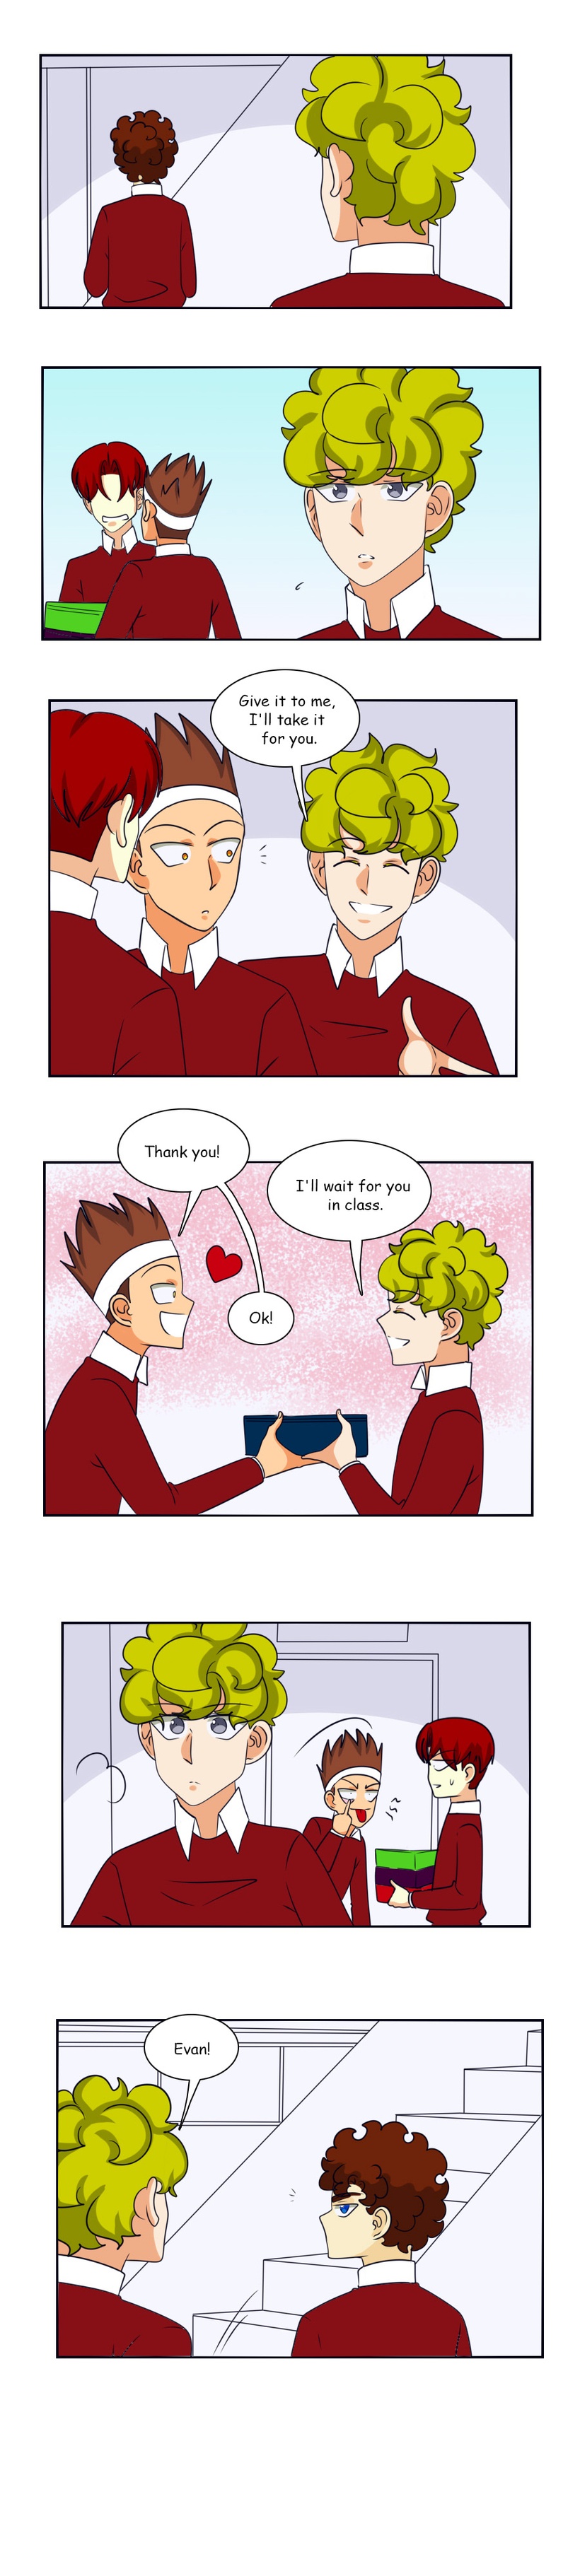 Give it to me,
I'll take it
for you.
Thank you!
I'll wait for you
in class.
Ok!
Evan!